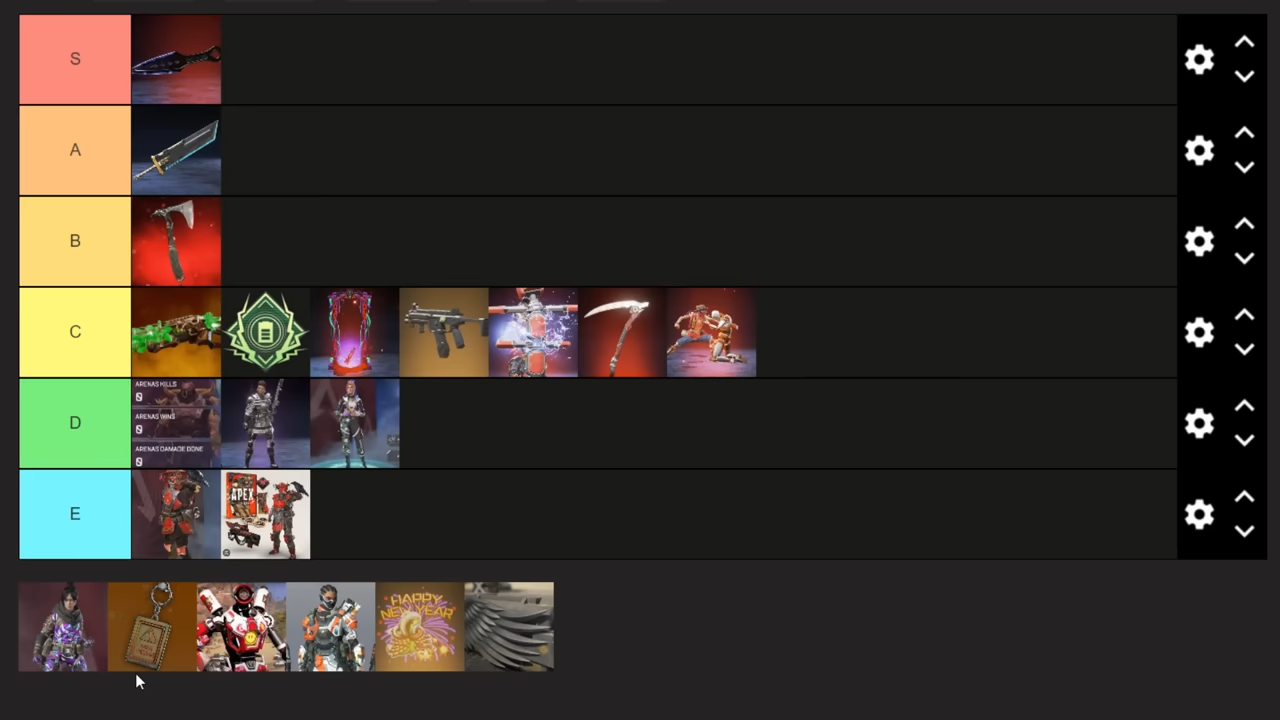 S
A
B
C
ARENAS KILLS
0
ARENAS WINS
0
ARENAS DAMAGE DONE
0
D
E
APEX
HAPPY
NEW YEAR